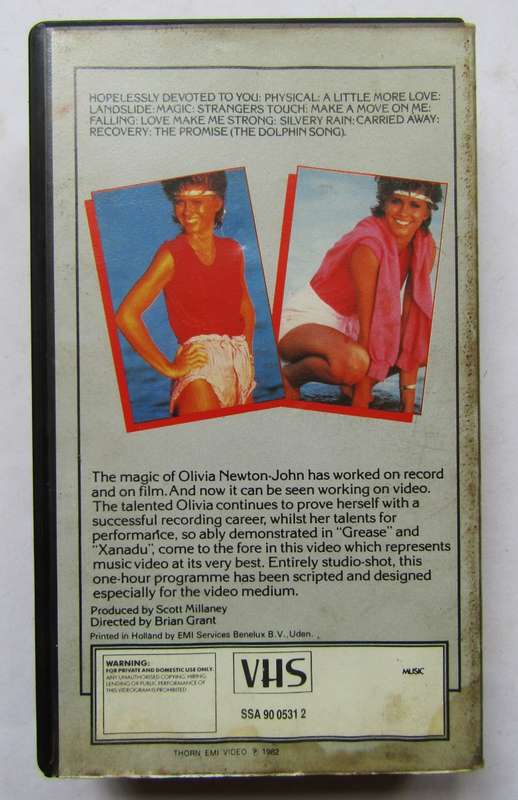 HOPELESSLY DEVOTED TO YOU: PHYSICAL: A LITTLE MORE LOVE:
LANDSLIDE: MAGIC: STRANGERS TOUCH: MAKE A MOVE ON ME:
FALLING: LOVE MAKE ME STRONG: SILVERY RAIN: CARRIED AWAY:
RECOVERY: THE PROMISE (THE DOLPHIN SONG).
The magic of Olivia Newton-John has worked on record
and on film. And now it can be seen working on video.
The talented Olivia continues to prove herself with a
successful recording career, whilst her talents for
performance, so ably demonstrated in "Grease" and
"Xanadu", come to the fore in this video which represents
music video at its very best. Entirely studio-shot, this
one-hour programme has been scripted and designed
especially for the video medium.
Produced by Scott Millaney
Directed by Brian Grant
Printed in Holland by EMI Services Benelux B.V., Uden.
WARNING:
FOR PRIVATE AND DOMESTIC USE ONLY.
ANY UNAUTHORISED COPYING, HIRING,
LENDING OR PUBLIC PERFORMANCE OF
THIS VIDEOGRAM IS PROHIBITED
VHS
MUSIC
SSA 90 0531 2
THORN EMI VIDEO ℗ 1982